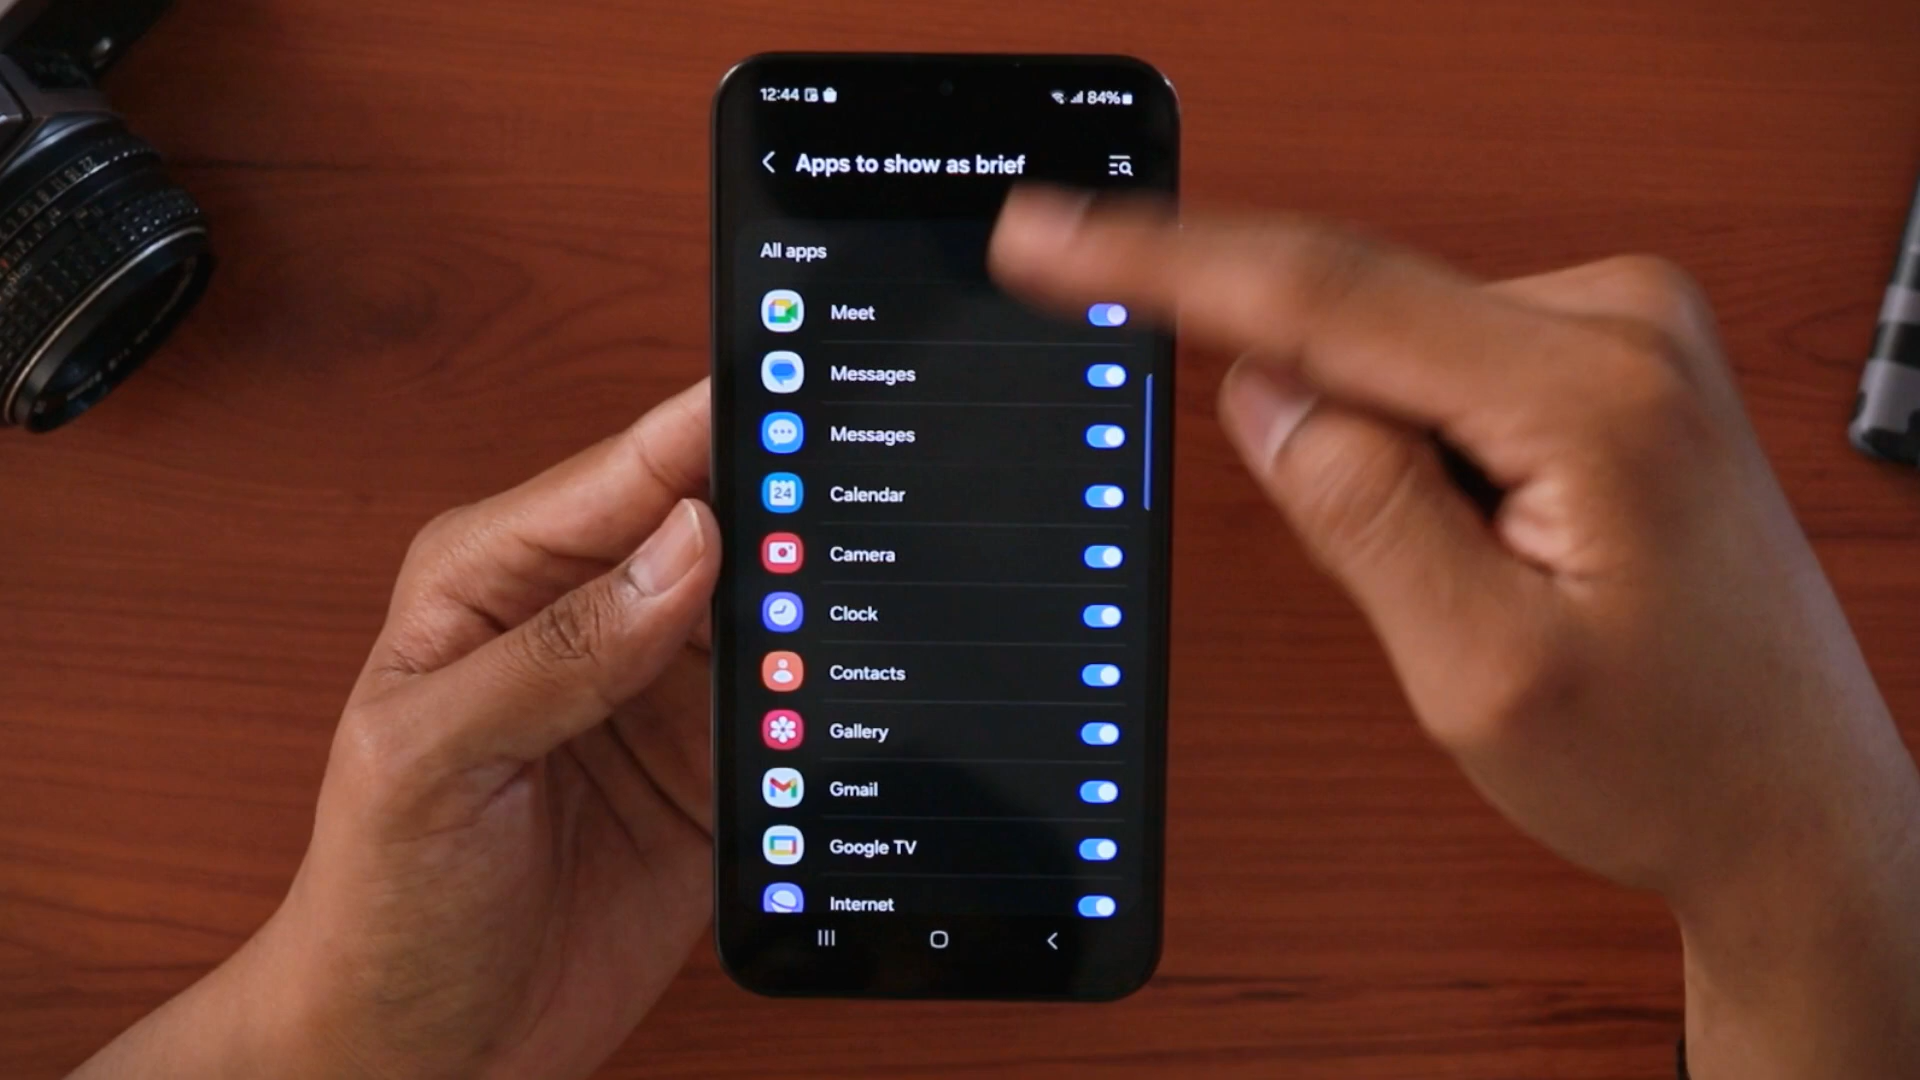 12:44
84%
Apps to show as brief
All apps
Meet
Messages
Messages
24
Calendar
Camera
Clock
Contacts
Gallery
Gmail
Google TV
Internet